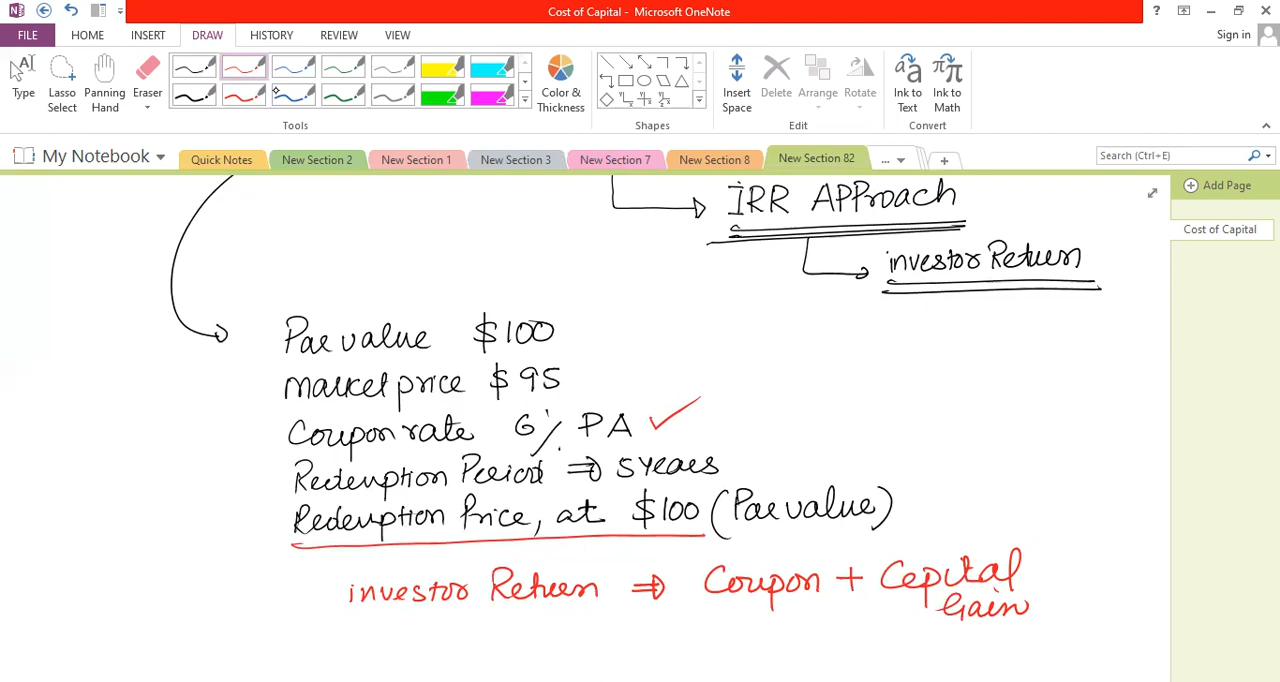 Cost of Capital - Microsoft OneNote
FILE HOME INSERT DRAW HISTORY REVIEW VIEW
Sign in
Type
Lasso Select
Panning Hand
Eraser
Color & Thickness
Insert Space
Delete
Arrange
Rotate
Ink to Text
Ink to Math
Tools Shapes Edit Convert
My Notebook Quick Notes New Section 2 New Section 1 New Section 3 New Section 7 New Section 8 New Section 82 ... Search (Ctrl+E)
Add Page
Cost of Capital
IRR APProach
investor Return
Par value $100
market price $95
Coupon rate 6% PA
Redemption Period ⇒ 5 years
Redemption Price, at $100 (Par value)
investor Return ⇒ Coupon + Capital
Gain